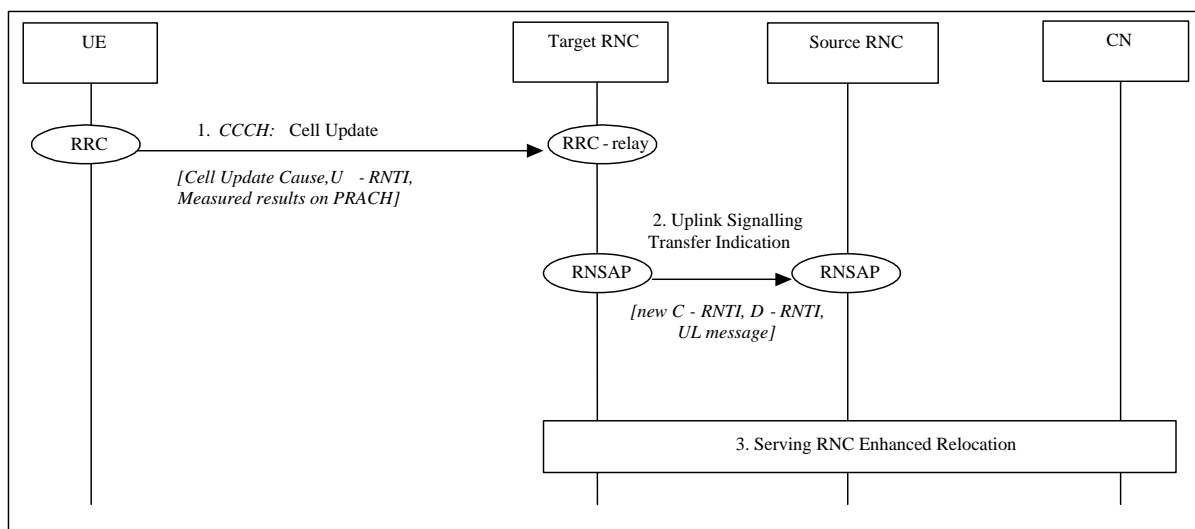 UE
Target RNC
Source RNC
CN
RRC
1. CCCH: Cell Update
RRC - relay
[Cell Update Cause,U - RNTI,
Measured results on PRACH]
2. Uplink Signalling
Transfer Indication
RNSAP
RNSAP
[new C - RNTI, D - RNTI,
UL message]
3. Serving RNC Enhanced Relocation